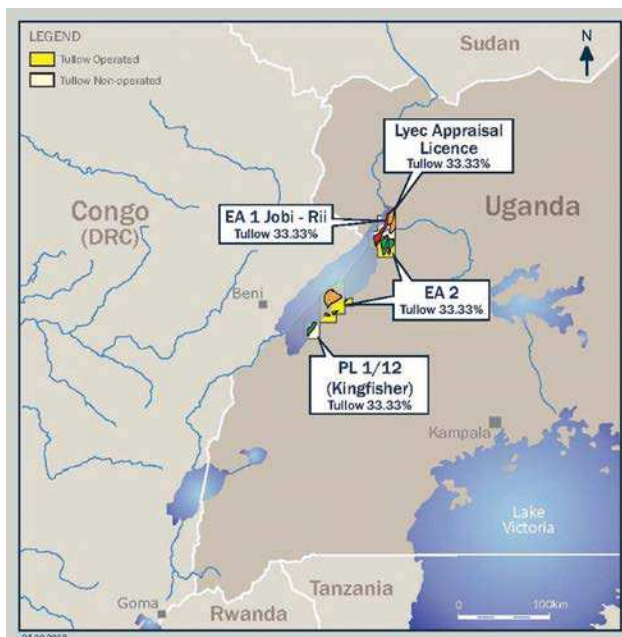 LEGEND
Tullow Operated
Tullow Non-operated
Sudan
N
Lyec Appraisal
Licence
Tullow 33.33%
Congo
(DRC)
EA 1 Jobi - Rii
Tullow 33.33%
Uganda
Beni
EA 2
Tullow 33.33%
PL 1/12
(Kingfisher)
Tullow 33.33%
Kampala
Lake
Victoria
Goma
Rwanda
Tanzania
0 100km